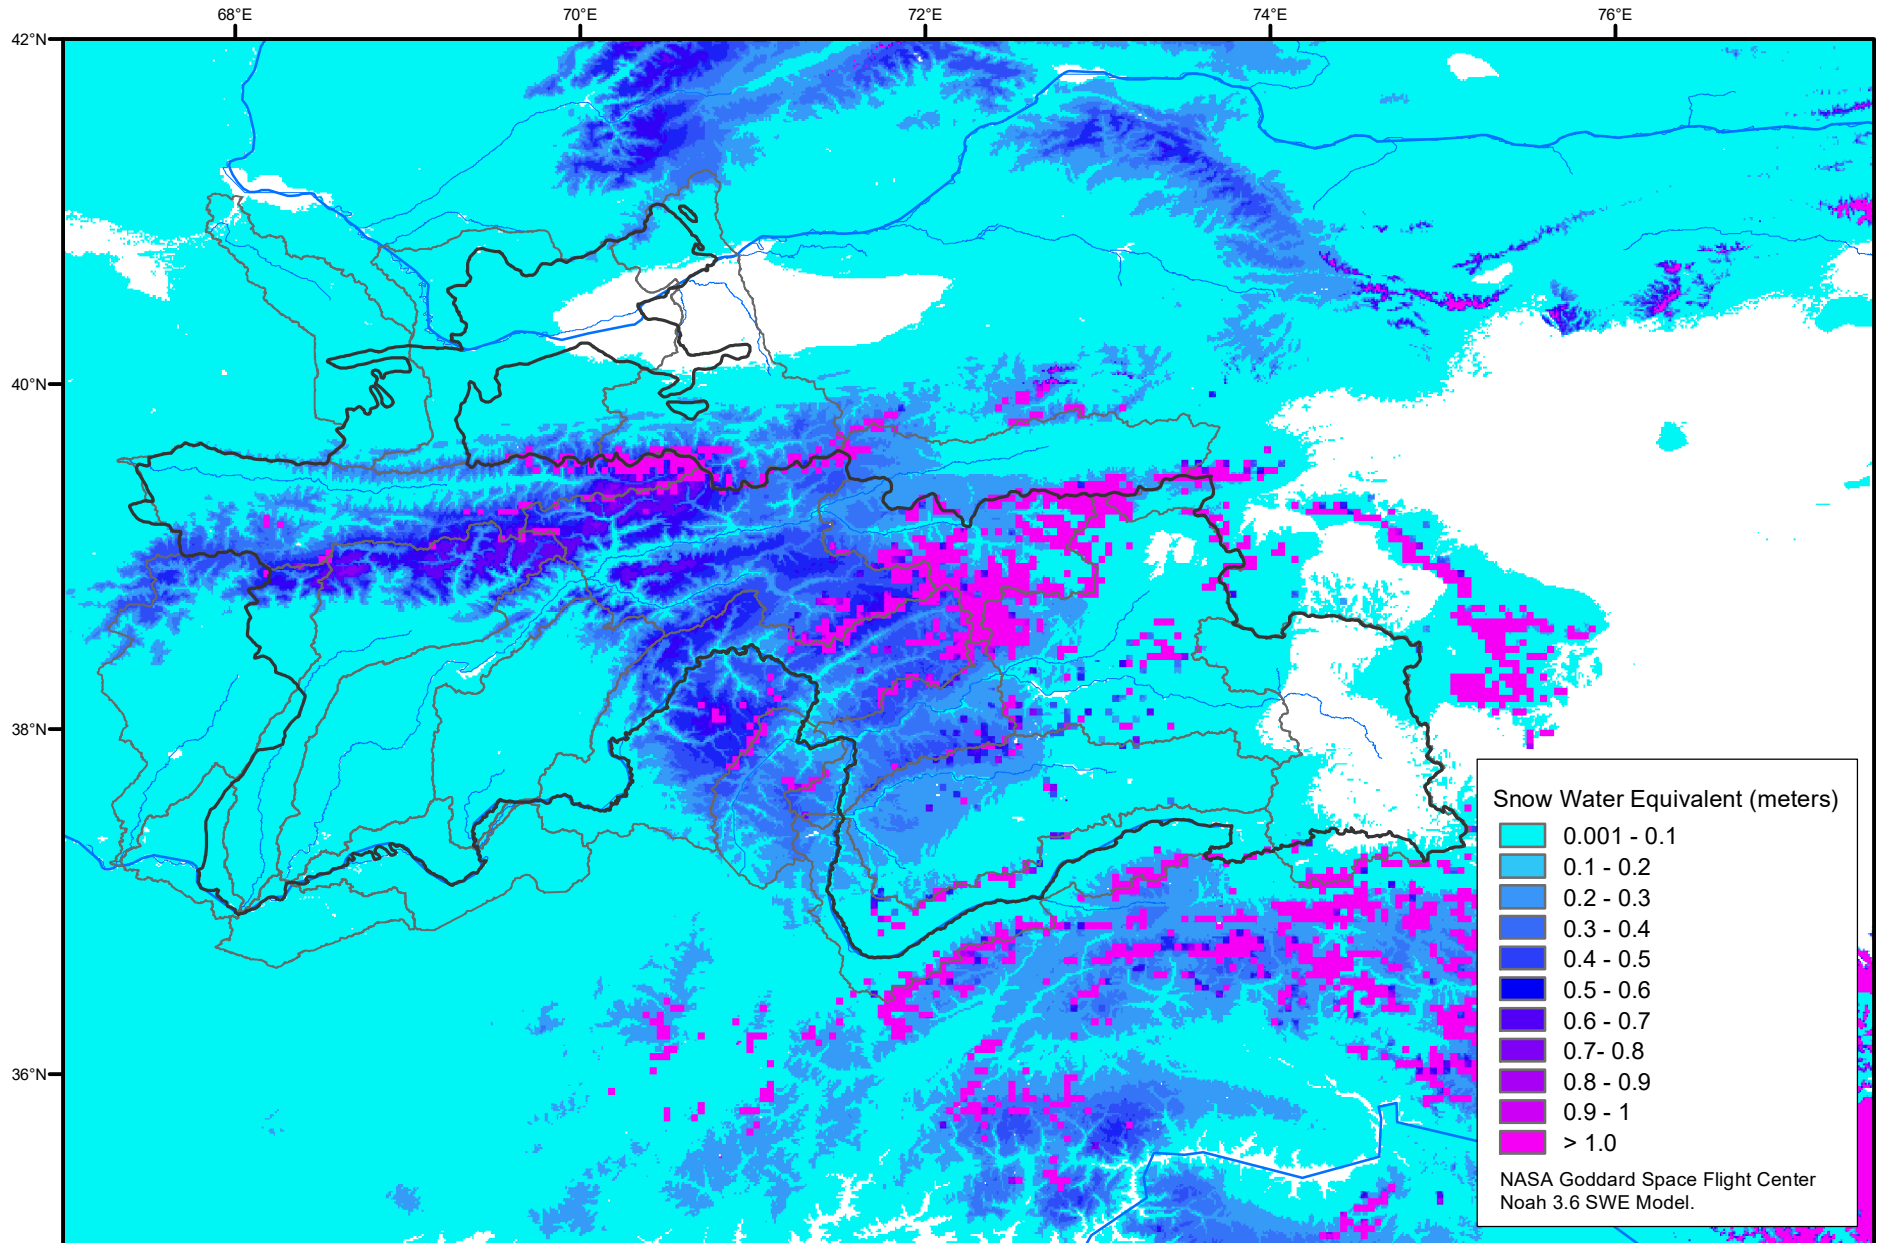 68°E
70°E
72°E
74°E
76°E
42°N
40°N
38°N
36°N
Snow Water Equivalent (meters)
0.001 - 0.1
0.1 - 0.2
0.2 - 0.3
0.3 - 0.4
0.4 - 0.5
0.5 - 0.6
0.6 - 0.7
0.7- 0.8
0.8 - 0.9
0.9 - 1
> 1.0
NASA Goddard Space Flight Center
Noah 3.6 SWE Model.